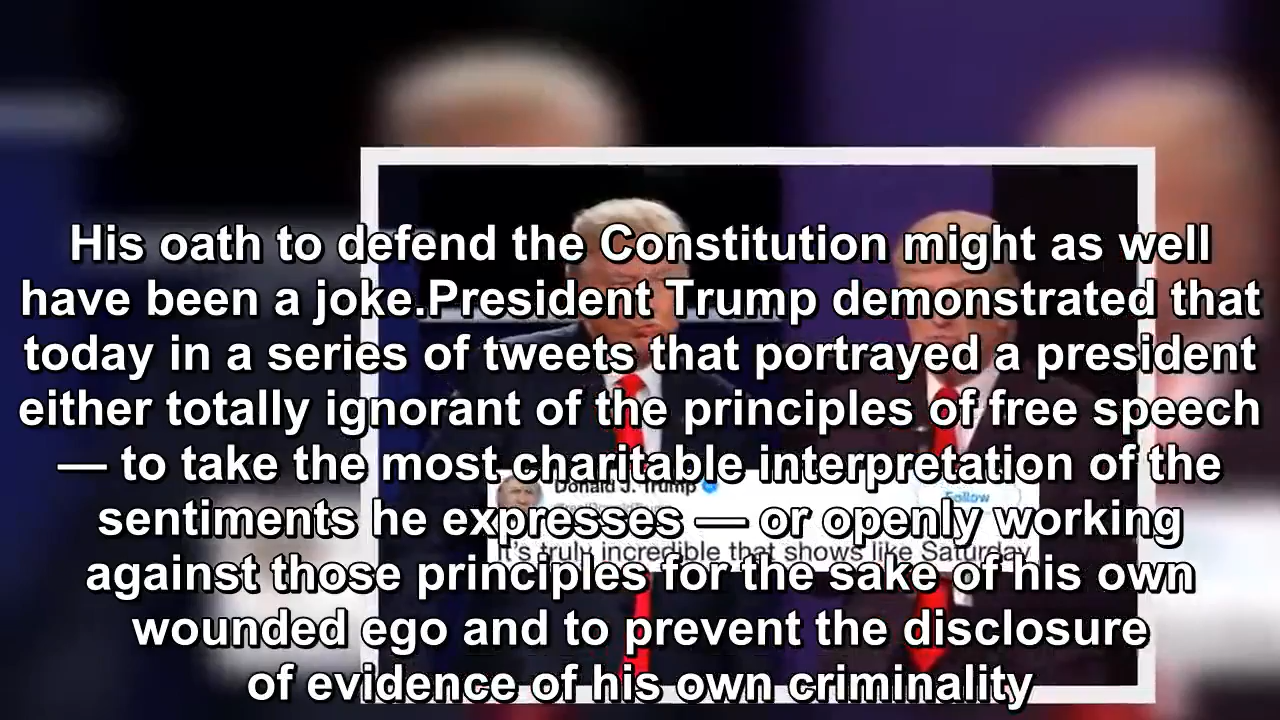 His oath to defend the Constitution might as well
have been a joke.President Trump demonstrated that
today in a series of tweets that portrayed a president
either totally ignorant of the principles of free speech
— to take the most charitable interpretation of the
sentiments he expresses — or openly working
against those principles for the sake of his own
wounded ego and to prevent the disclosure
of evidence of his own criminality
Donald J. Trump
Follow
It's truly incredible that shows like Saturday